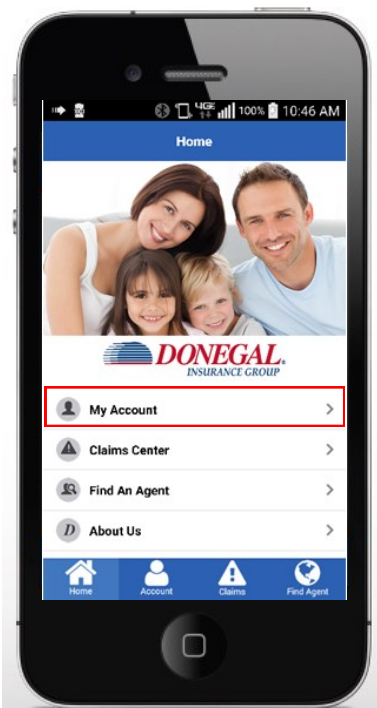 4GE 100% 10:46 AM
Home
DONEGAL®
INSURANCE GROUP
My Account
Claims Center
Find An Agent
D About Us
Home Account Claims Find Agent